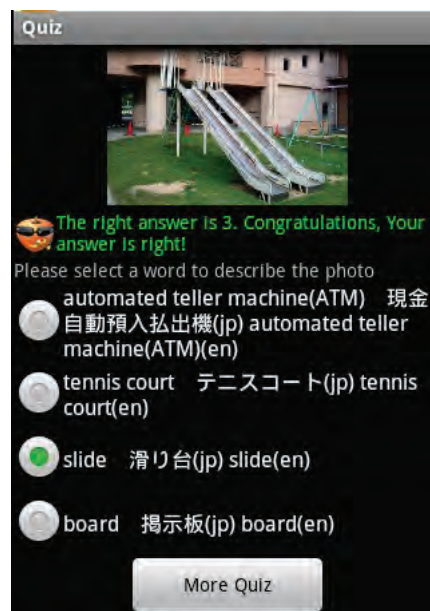 Quiz
The right answer is 3. Congratulations, Your
answer is right!
Please select a word to describe the photo
automated teller machine(ATM) 現金
自動預入払出機(jp) automated teller
machine(ATM)(en)
tennis court テニスコート(jp) tennis
court(en)
slide 滑り台(jp) slide(en)
board 掲示板(jp) board(en)
More Quiz